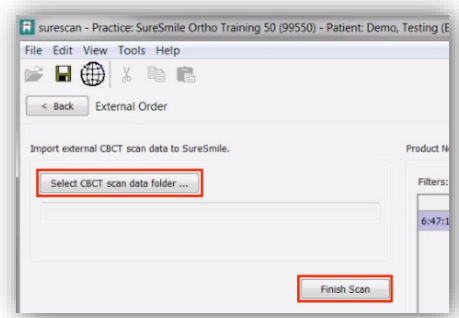 surescan - Practice: SureSmile Ortho Training 50 (99550) - Patient: Demo, Testing (E
File Edit View Tools Help
< Back External Order
Import external CBCT scan data to SureSmile.
Product N
Select CBCT scan data folder ...
Filters:
6:47:1
Finish Scan